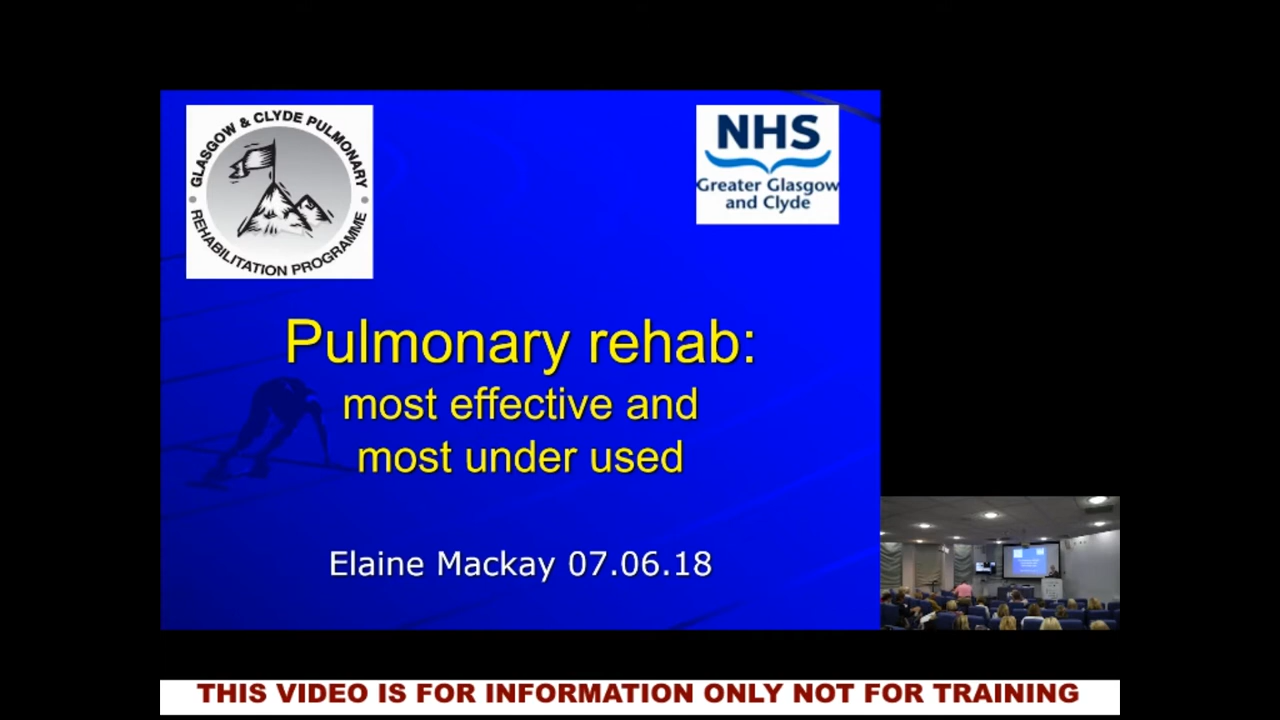 GLASGOW & CLYDE PULMONARY
REHABILITATION PROGRAMME
NHS
Greater Glasgow
and Clyde
Pulmonary rehab:
most effective and
most under used
Elaine Mackay 07.06.18
THIS VIDEO IS FOR INFORMATION ONLY NOT FOR TRAINING